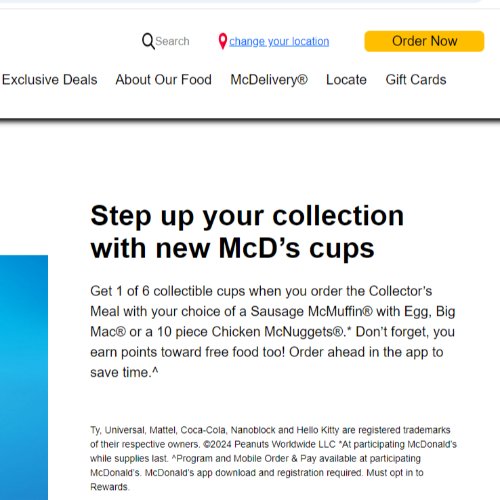 Search
change your location
Order Now
Exclusive Deals
About Our Food
McDelivery®
Locate
Gift Cards
Step up your collection
with new McD's cups
Get 1 of 6 collectible cups when you order the Collector's
Meal with your choice of a Sausage McMuffin® with Egg, Big
Mac® or a 10 piece Chicken McNuggets®.* Don't forget, you
earn points toward free food too! Order ahead in the app to
save time.^
Ty, Universal, Mattel, Coca-Cola, Nanoblock and Hello Kitty are registered trademarks
of their respective owners. ©2024 Peanuts Worldwide LLC *At participating McDonald's
while supplies last. ^Program and Mobile Order & Pay available at participating
McDonald's. McDonald's app download and registration required. Must opt in to
Rewards.